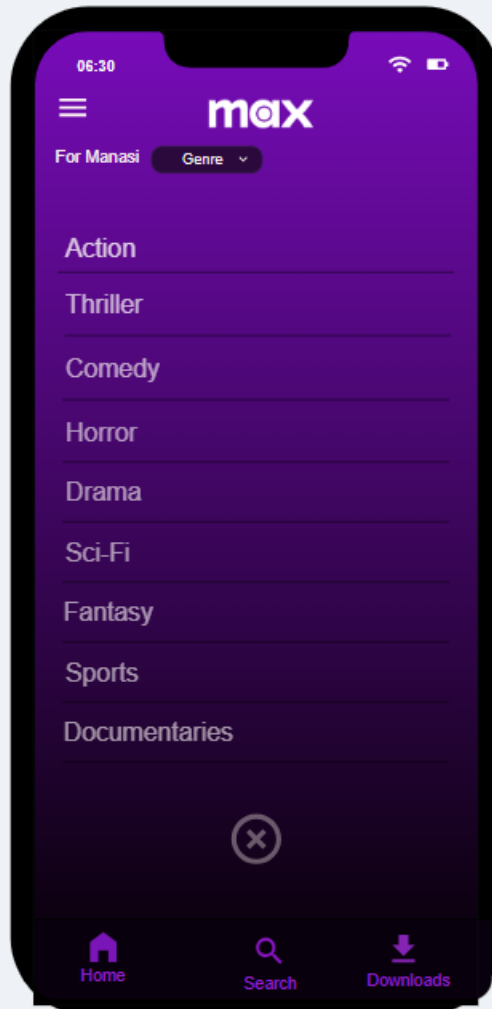 06:30
max
For Manasi Genre
Action
Thriller
Comedy
Horror
Drama
Sci-Fi
Fantasy
Sports
Documentaries
Home Search Downloads